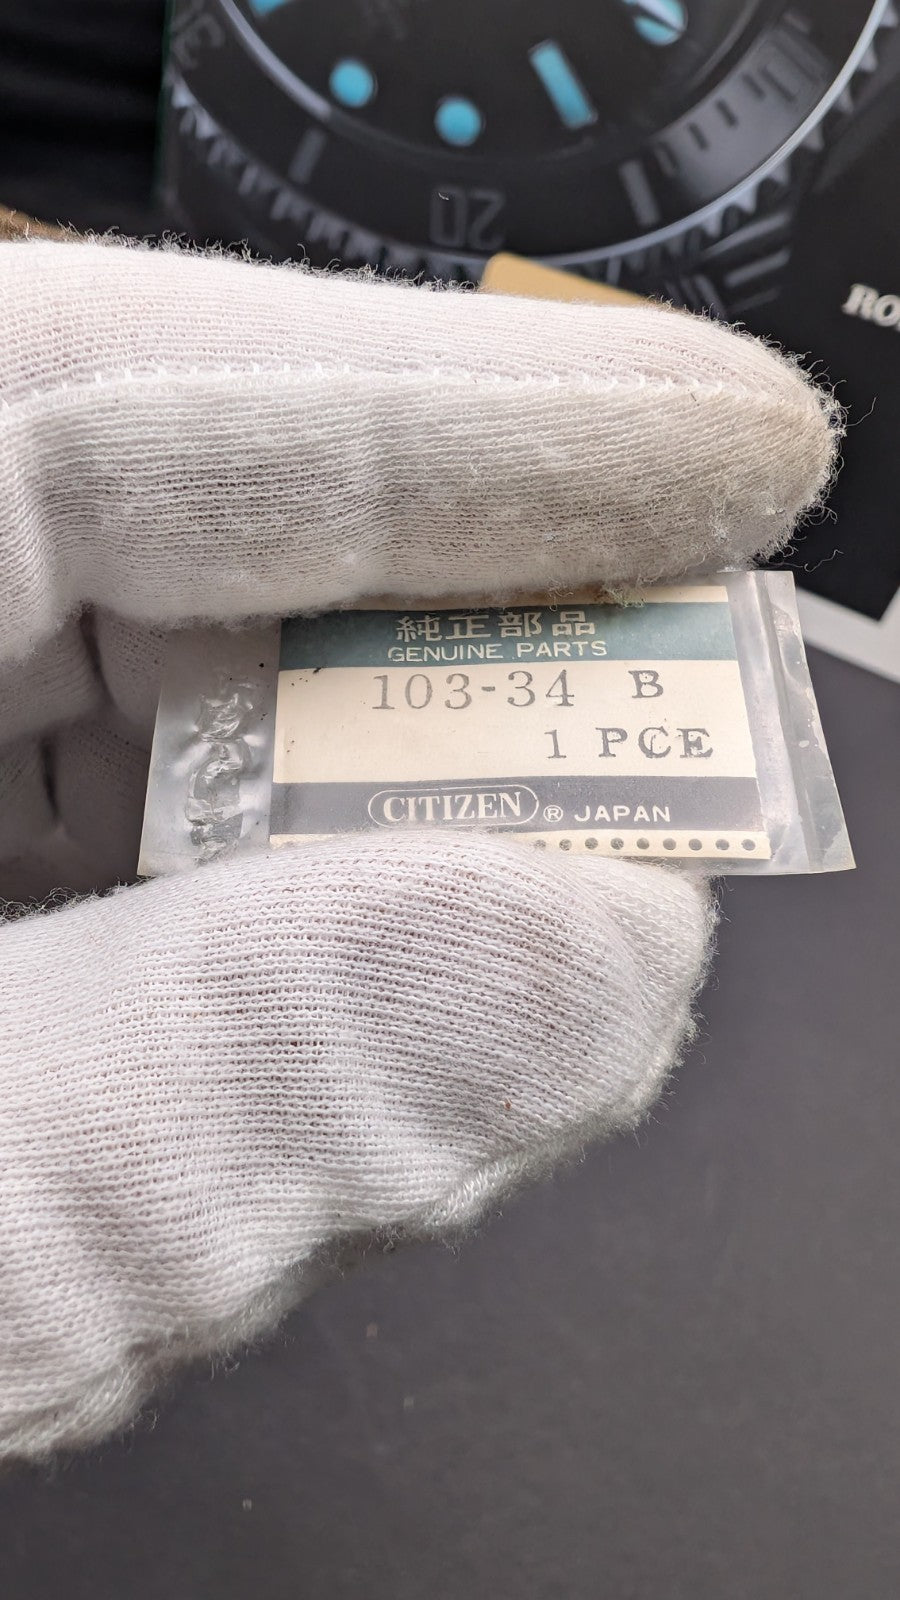 20
純正部品
GENUINE PARTS
103-34 B
1 PCE
CITIZEN ® JAPAN